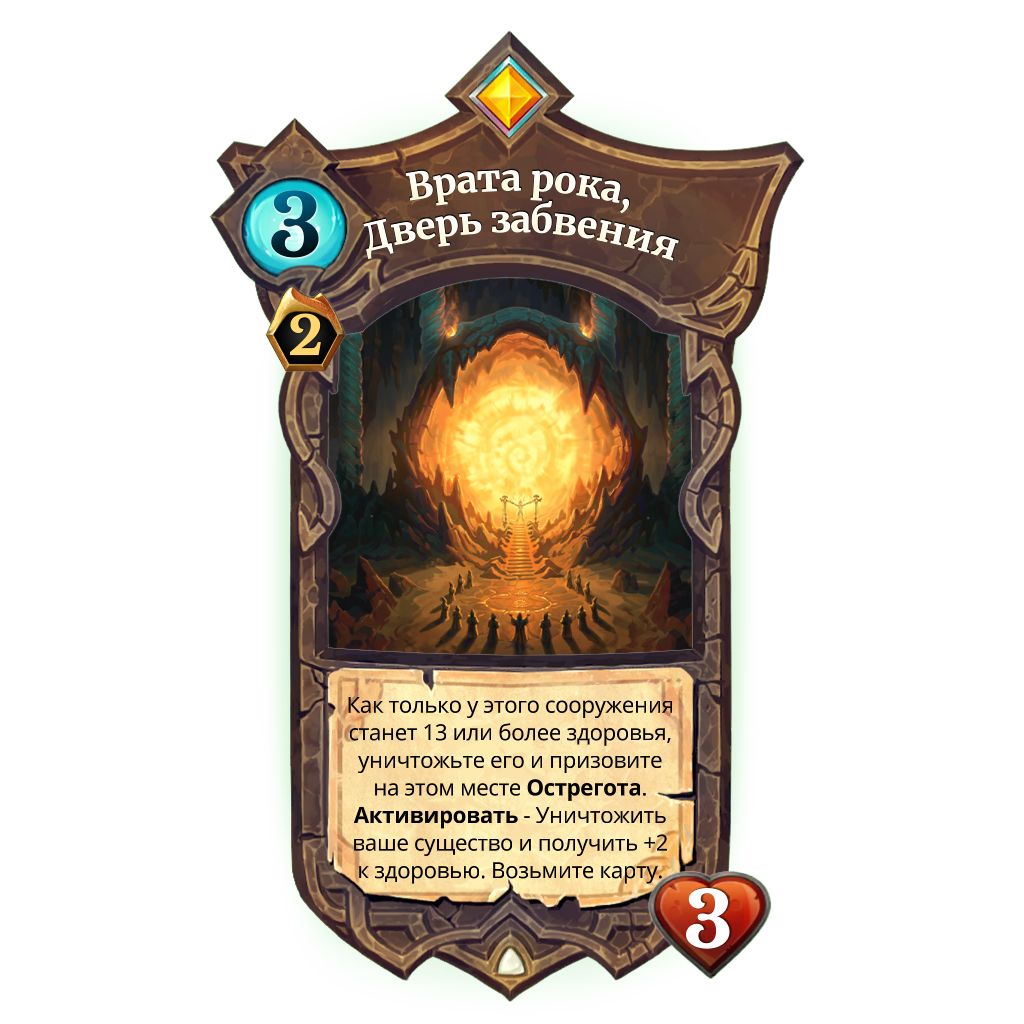 3
Врата рока,
Дверь забвения
2
Как только у этого сооружения
станет 13 или более здоровья,
уничтожьте его и призовите
на этом месте Острегота.
Активировать - Уничтожить
ваше существо и получить +2
к здоровью. Возьмите карту.
3